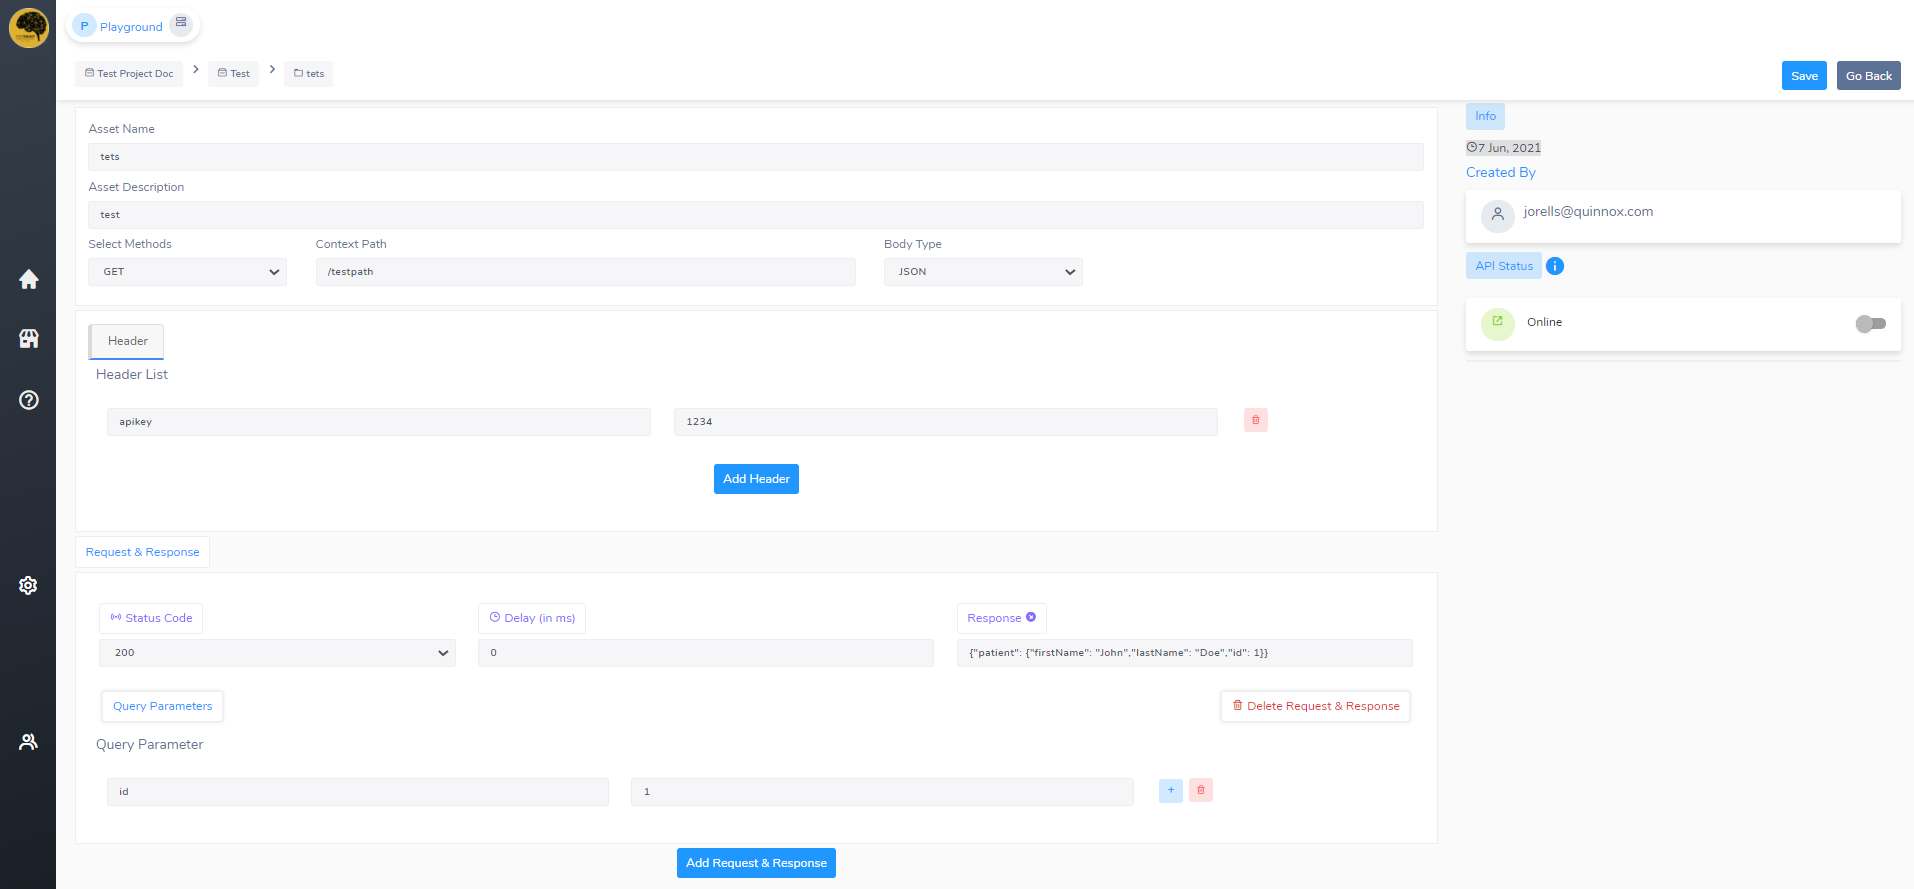 P Playground
Test Project Doc > Test > tets
Save Go Back
Asset Name
tets
Asset Description
test
Select Methods Context Path Body Type
GET /testpath JSON
Header
Header List
apikey 1234
Add Header
Request & Response
Status Code Delay (in ms) Response
200 0 {"patient": {"firstName": "John","lastName": "Doe","id": 1}}
Query Parameters Delete Request & Response
Query Parameter
id 1 +
Add Request & Response
Info
7 Jun, 2021
Created By
jorells@quinnox.com
API Status i
Online